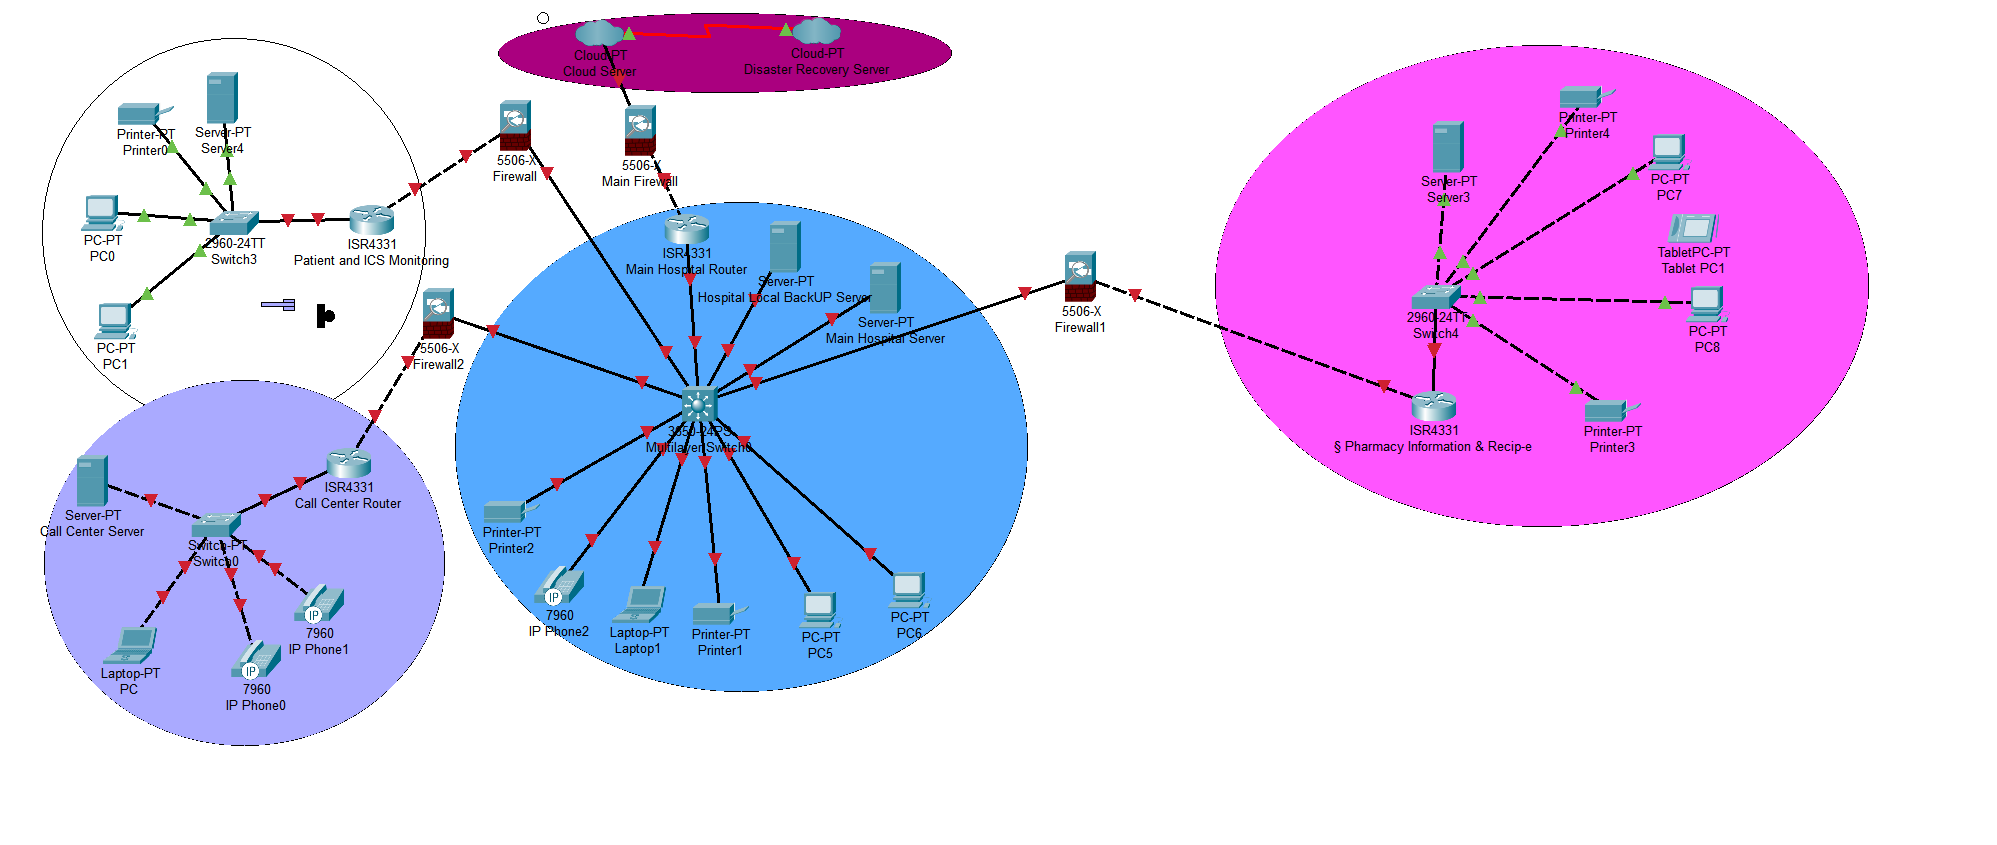 Cloud-PT
Cloud Server
Cloud-PT
Disaster Recovery Server
Printer-PT
Printer0
Server-PT
Server4
PC-PT
PC0
2960-24TT
Switch3
ISR4331
Patient and ICS Monitoring
PC-PT
PC1
5506-X
Firewall
5506-X
Main Firewall
5506-X
Firewall2
ISR4331
Main Hospital Router
Server-PT
Hospital Local BackUP Server
Server-PT
Main Hospital Server
5506-X
Firewall1
3650-24PS
Multilayer Switch0
Printer-PT
Printer2
IP
7960
IP Phone2
Laptop-PT
Laptop1
Printer-PT
Printer1
PC-PT
PC5
PC-PT
PC6
ISR4331
Call Center Router
Server-PT
Call Center Server
Switch-PT
Switch0
Laptop-PT
PC
IP
7960
IP Phone0
IP
7960
IP Phone1
Printer-PT
Printer4
Server-PT
Server3
PC-PT
PC7
TabletPC-PT
Tablet PC1
2960-24TT
Switch4
PC-PT
PC8
ISR4331
§ Pharmacy Information & Recip-e
Printer-PT
Printer3